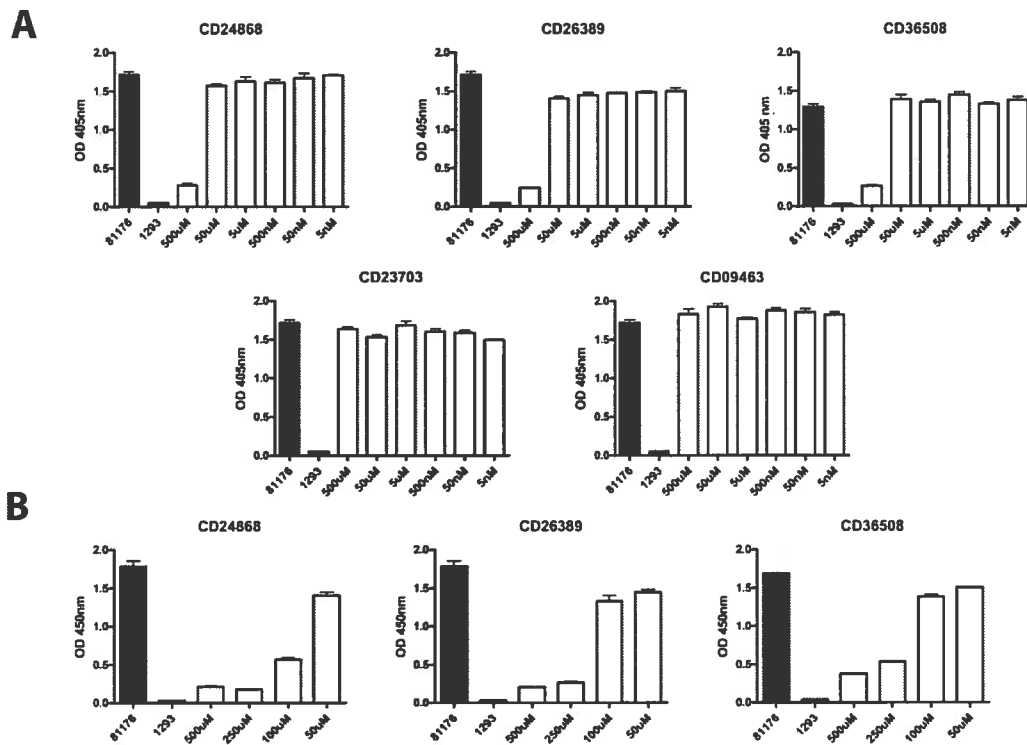 A
CD24868
CD26389
CD36508
OD 405nm
2.0
1.5
1.0
0.5
0.0
81176
1293
500uM
50uM
5uM
500nM
50nM
5nM
OD 405nm
2.0
1.5
1.0
0.5
0.0
81176
1293
500uM
50uM
5uM
500nM
50nM
5nM
OD 405 nm
2.0
1.5
1.0
0.5
0.0
81176
1293
500uM
50uM
5uM
500nM
50nM
5nM
CD23703
CD09463
OD 405nm
2.0
1.5
1.0
0.5
0.0
81176
1293
500uM
50uM
5uM
500nM
50nM
5nM
OD 405nm
2.0
1.5
1.0
0.5
0.0
81176
1293
500uM
50uM
5uM
500nM
50nM
5nM
B
CD24868
CD26389
CD36508
OD 450nm
2.0
1.5
1.0
0.5
0.0
81176
1293
500uM
250uM
100uM
50uM
OD 450nm
2.0
1.5
1.0
0.5
0.0
81176
1293
500uM
250uM
100uM
50uM
OD 450nm
2.0
1.5
1.0
0.5
0.0
81176
1293
500uM
250uM
100uM
50uM